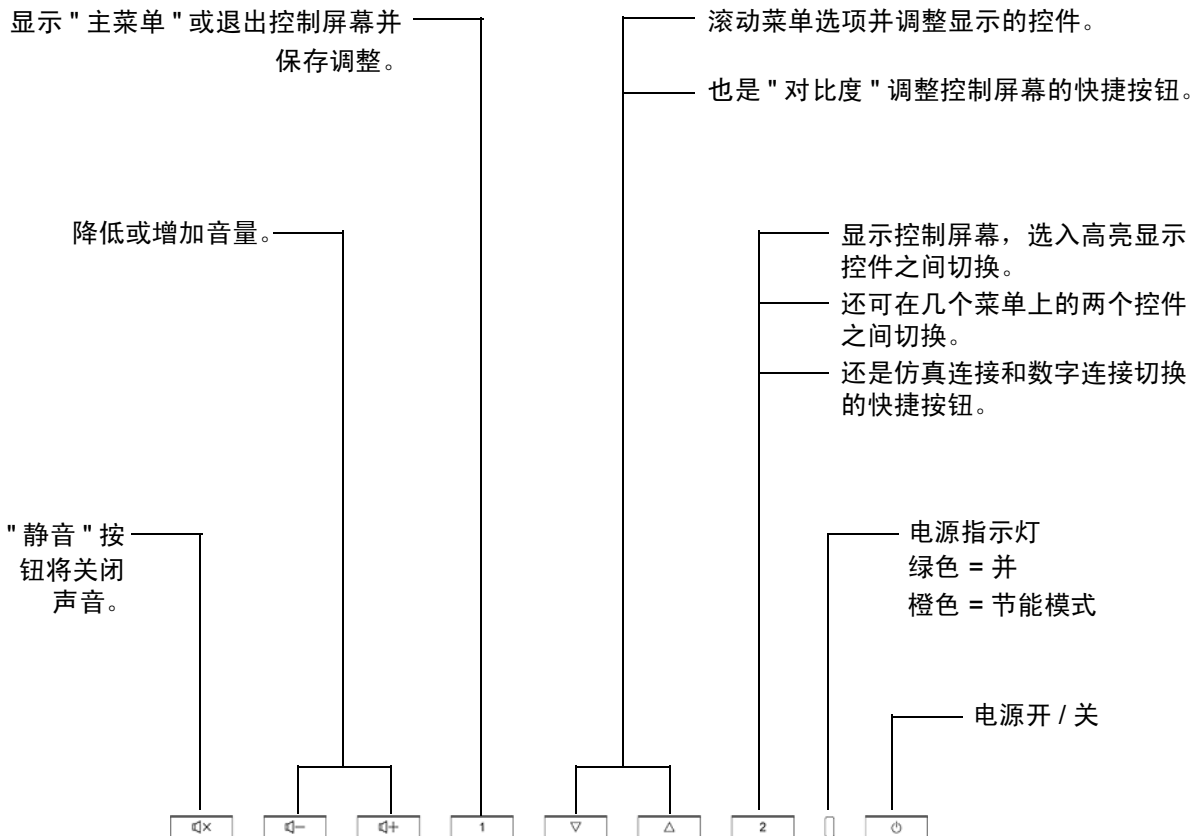 显示 " 主菜单 " 或退出控制屏幕并
保存调整。
滚动菜单选项并调整显示的控件。
也是 " 对比度 " 调整控制屏幕的快捷按钮。
降低或增加音量。
显示控制屏幕，选入高亮显示
控件之间切换。
还可在几个菜单上的两个控件
之间切换。
还是仿真连接和数字连接切换
的快捷按钮。
" 静音 " 按
钮将关闭
声音。
电源指示灯
绿色 = 并
橙色 = 节能模式
电源开 / 关
1
2